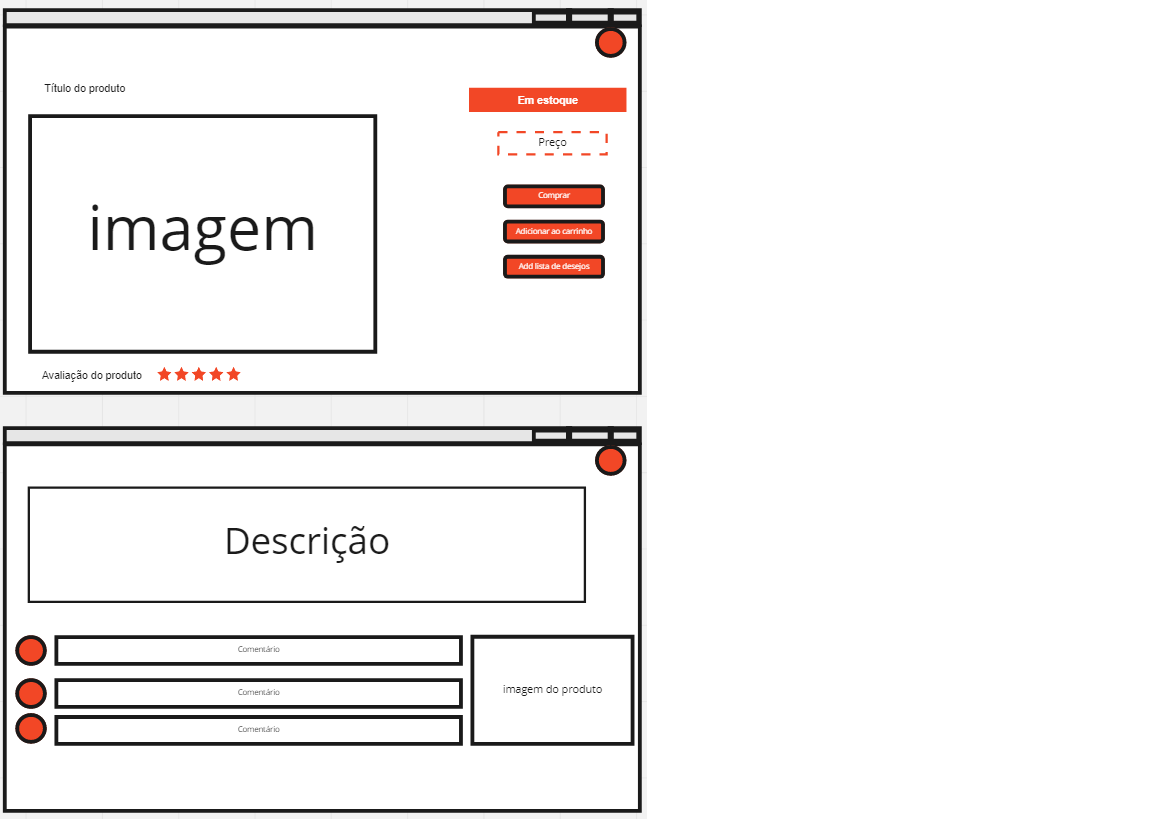 Título do produto
Em estoque
Preço
imagem
Comprar
Adicionar ao carrinho
Add lista de desejos
Avaliação do produto
Descrição
Comentário
imagem do produto
Comentário
Comentário